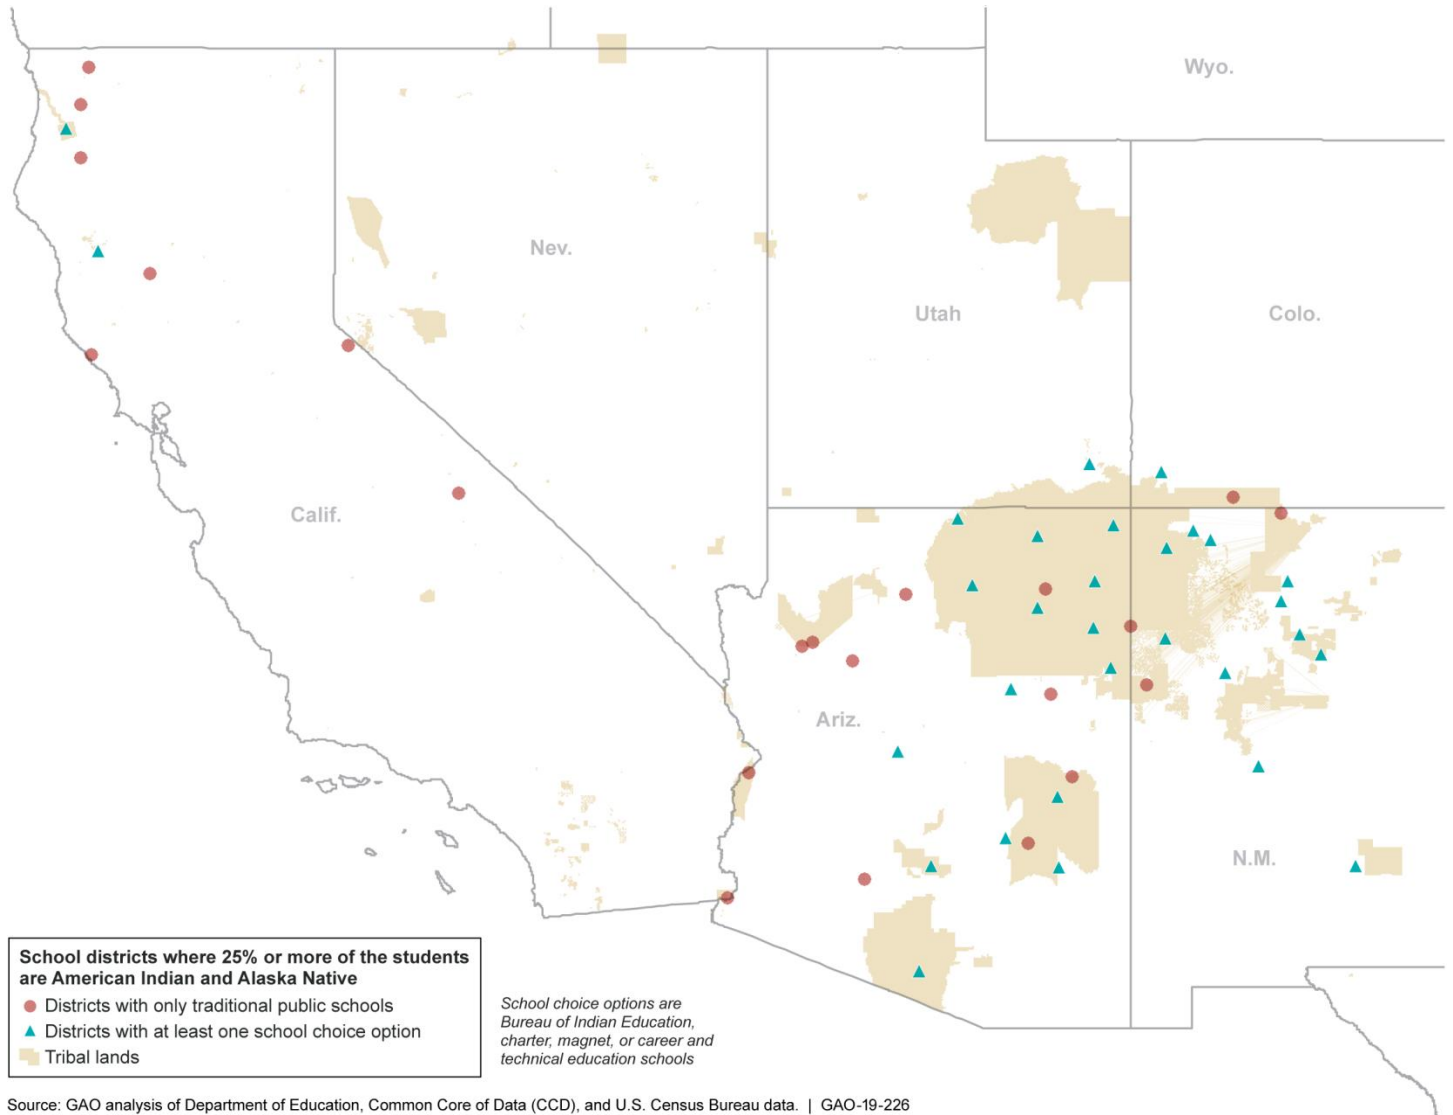 Wyo.
Nev.
Utah
Colo.
Calif.
Ariz.
N.M.
School districts where 25% or more of the students
are American Indian and Alaska Native
Districts with only traditional public schools
Districts with at least one school choice option
Tribal lands
School choice options are
Bureau of Indian Education,
charter, magnet, or career and
technical education schools
Source: GAO analysis of Department of Education, Common Core of Data (CCD), and U.S. Census Bureau data. | GAO-19-226